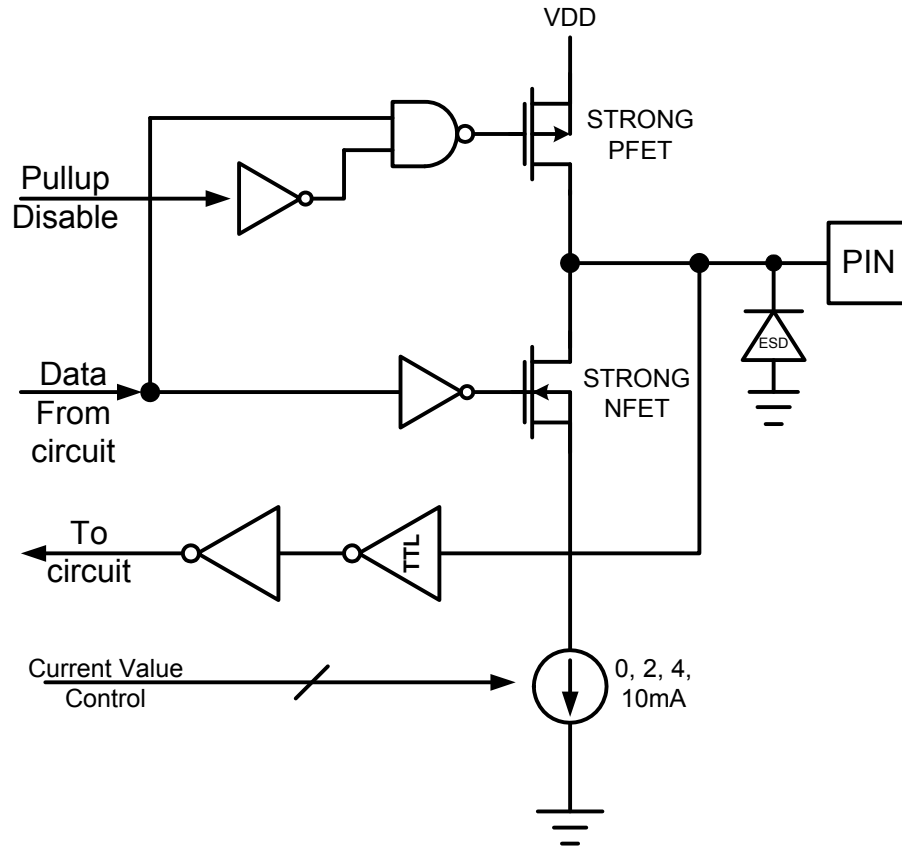 VDD
STRONG
PFET
Pullup
Disable
PIN
ESD
Data
From
circuit
STRONG
NFET
To
circuit
TTL
Current Value
Control
0, 2, 4,
10mA